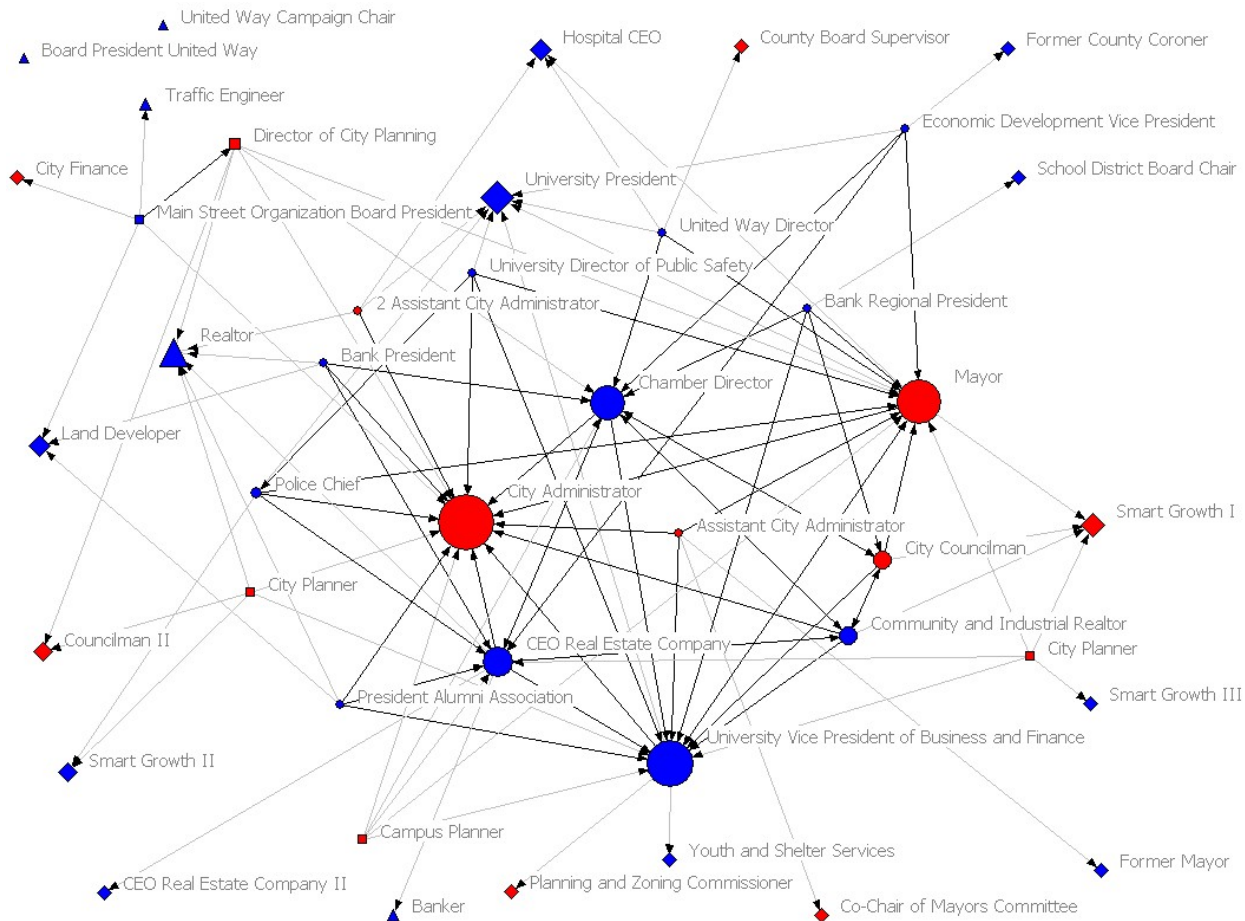 United Way Campaign Chair
Hospital CEO
County Board Supervisor
Former County Coroner
Board President United Way
Traffic Engineer
Economic Development Vice President
Director of City Planning
City Finance
University President
School District Board Chair
Main Street Organization Board President
United Way Director
University Director of Public Safety
2 Assistant City Administrator
Bank Regional President
Realtor
Bank President
Chamber Director
Mayor
Land Developer
Police Chief
City Administrator
Assistant City Administrator
Smart Growth I
City Councilman
City Planner
Councilman II
CEO Real Estate Company
Community and Industrial Realtor
City Planner
President Alumni Association
Smart Growth III
University Vice President of Business and Finance
Smart Growth II
Campus Planner
Youth and Shelter Services
Former Mayor
CEO Real Estate Company II
Planning and Zoning Commissioner
Banker
Co-Chair of Mayors Committee